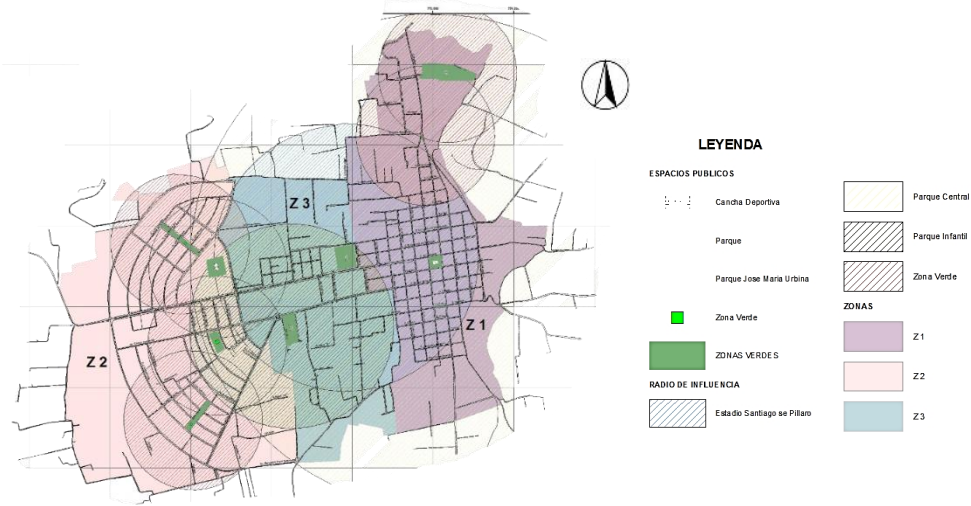 Z 3
Z 1
Z 2
LEYENDA
ESPACIOS PUBLICOS
Cancha Deportiva
Parque
Parque Jose Maria Urbina
Zona Verde
ZONAS VERDES
RADIO DE INFLUENCIA
Estadio Santiago se Pillaro
Parque Central
Parque Infantil
Zona Verde
ZONAS
Z 1
Z 2
Z 3